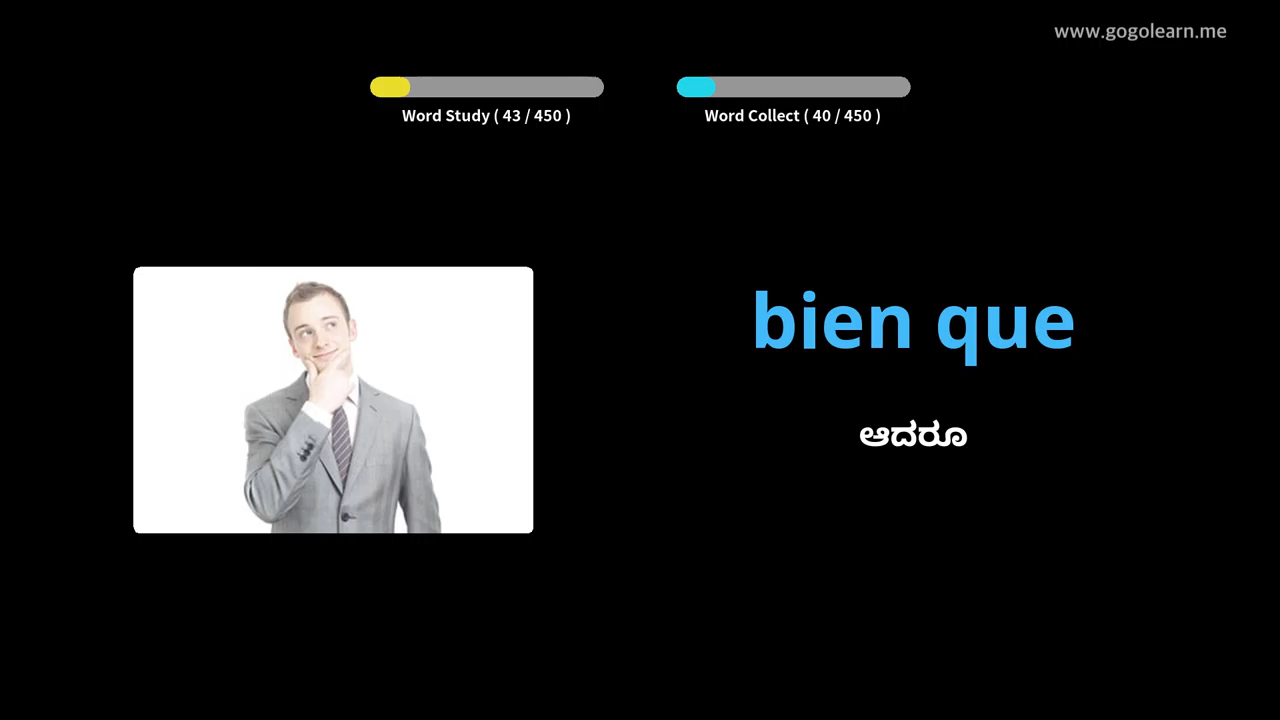 www.gogolearn.me
Word Study ( 43 / 450 )
Word Collect ( 40 / 450 )
bien que
ಆದರೂ